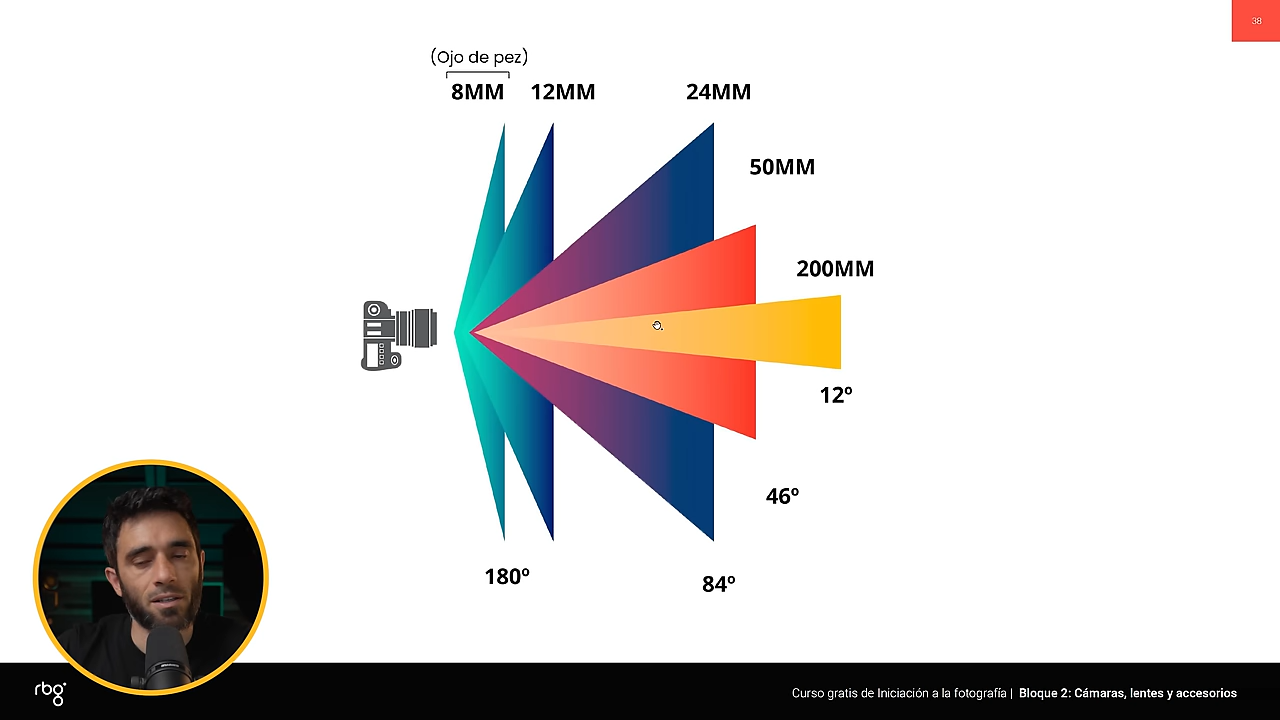 38
(Ojo de pez)
8MM 12MM 24MM
50MM
200MM
12º
46º
180º 84º
rbg
Curso gratis de Iniciación a la fotografía | Bloque 2: Cámaras, lentes y accesorios